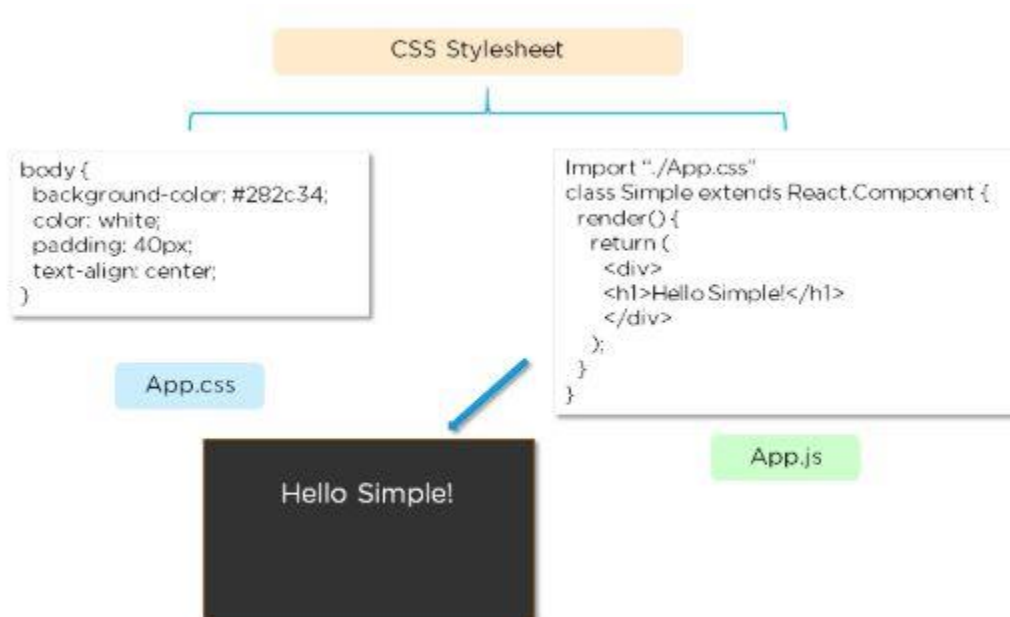 CSS Stylesheet
body {
background-color: #282c34;
color: white;
padding: 40px;
text-align: center;
}
App.css
Import "./App.css"
class Simple extends React.Component {
render() {
return (
<div>
<h1>Hello Simple!</h1>
</div>
);
}
}
App.js
Hello Simple!